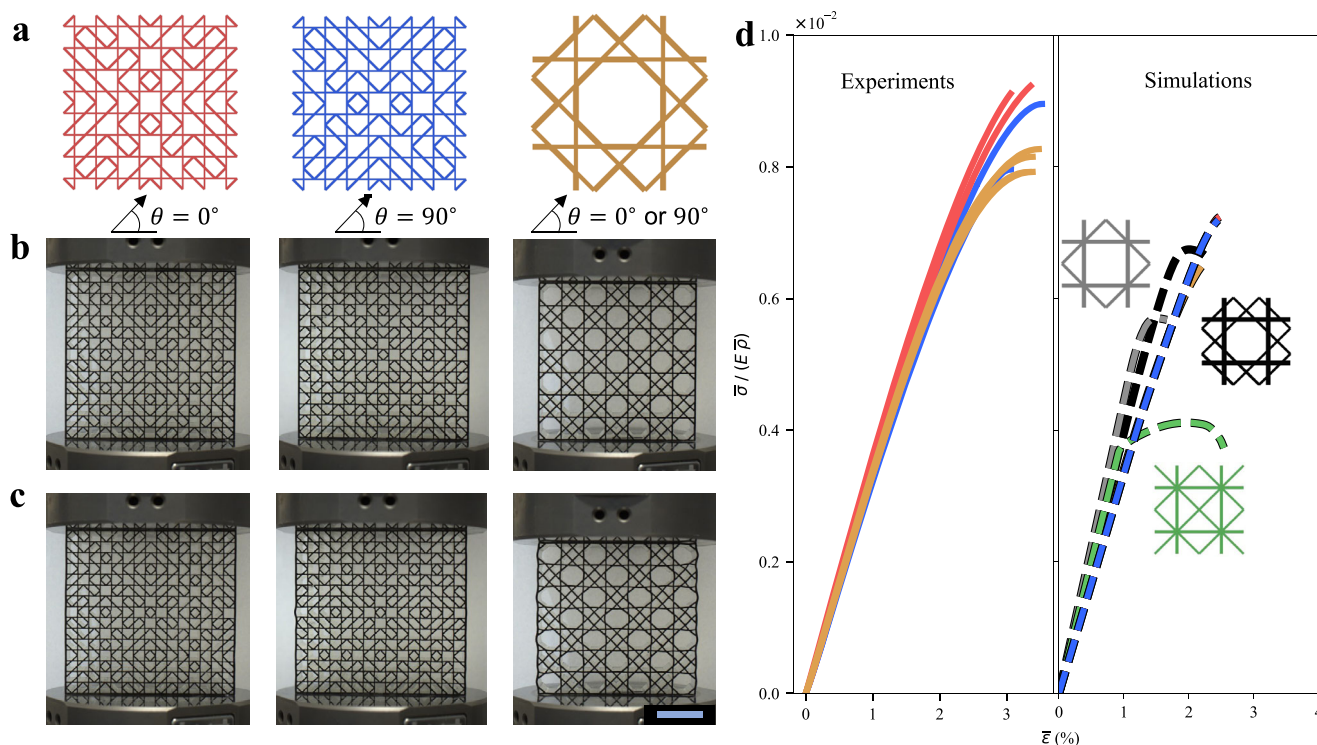 a
θ = 0°
θ = 90°
θ = 0° or 90°
b
c
d
×10⁻²
1.0
0.8
0.6
0.4
0.2
0.0
σ̅ / (E ρ̅)
Experiments
Simulations
0 1 2 3 0 1 2 3 4
ε̅ (%)